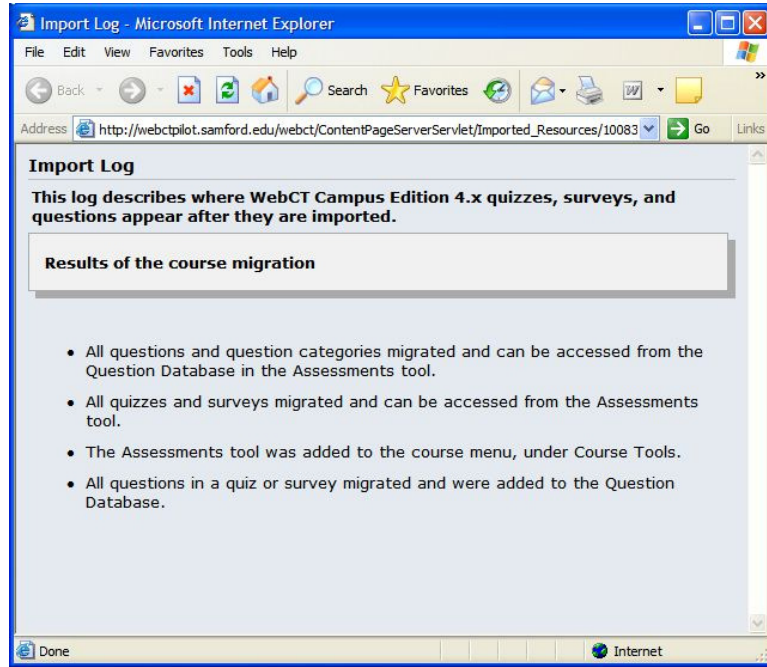 Import Log - Microsoft Internet Explorer
File Edit View Favorites Tools Help
Back Search Favorites »
Address http://webctpilot.samford.edu/webct/ContentPageServerServlet/Imported_Resources/10083 Go Links
Import Log
This log describes where WebCT Campus Edition 4.x quizzes, surveys, and
questions appear after they are imported.
Results of the course migration
• All questions and question categories migrated and can be accessed from the
Question Database in the Assessments tool.
• All quizzes and surveys migrated and can be accessed from the Assessments
tool.
• The Assessments tool was added to the course menu, under Course Tools.
• All questions in a quiz or survey migrated and were added to the Question
Database.
Done Internet